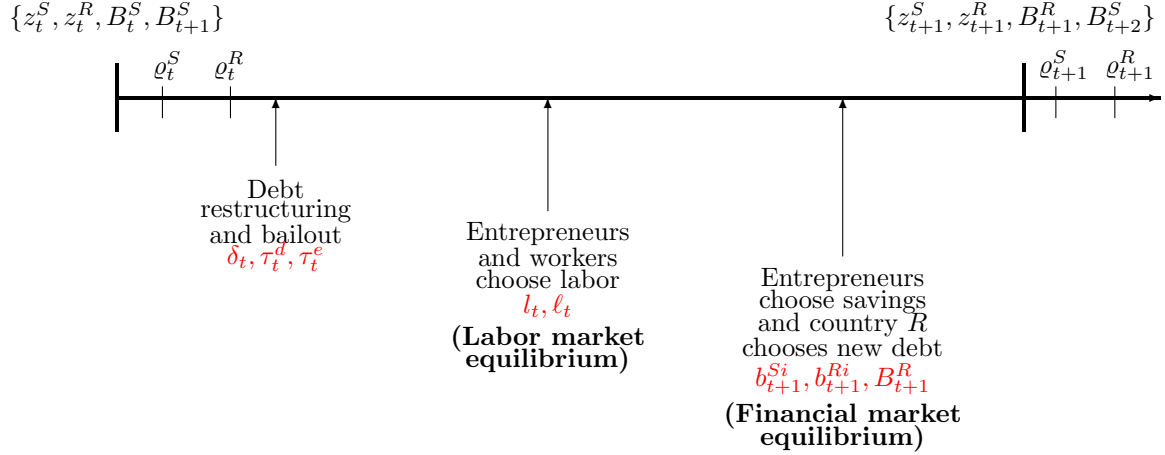 {z_t^S, z_t^R, B_t^S, B_{t+1}^S}
{z_{t+1}^S, z_{t+1}^R, B_{t+1}^R, B_{t+2}^S}
ϱ_t^S
ϱ_t^R
ϱ_{t+1}^S
ϱ_{t+1}^R
Debt
restructuring
and bailout
δ_t, τ_t^d, τ_t^e
Entrepreneurs
and workers
choose labor
l_t, ℓ_t
(Labor market
equilibrium)
Entrepreneurs
choose savings
and country R
chooses new debt
b_{t+1}^{Si}, b_{t+1}^{Ri}, B_{t+1}^R
(Financial market
equilibrium)